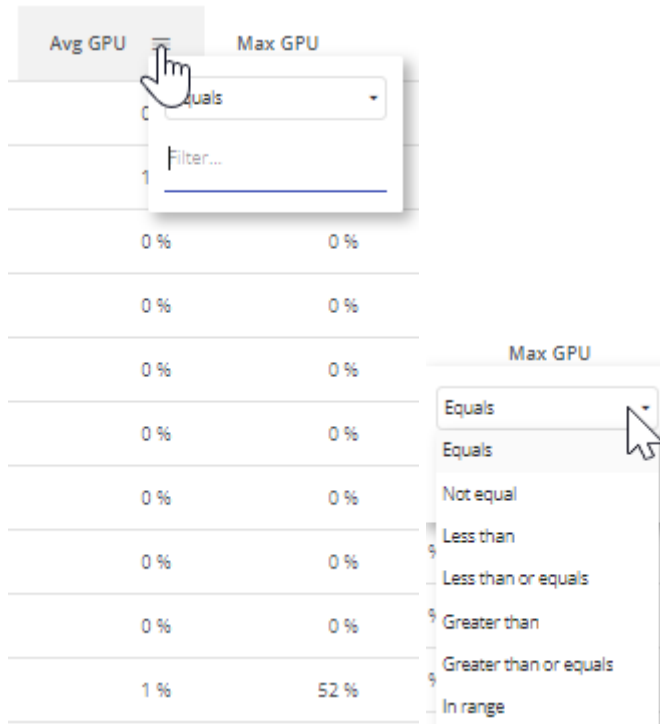 Avg GPU Max GPU
Filter...
0 % 0 %
0 % 0 %
0 % 0 %
0 % 0 %
0 % 0 %
0 % 0 %
0 % 0 %
1 % 52 %
Max GPU
Equals
Equals
Not equal
Less than
Less than or equals
Greater than
Greater than or equals
In range